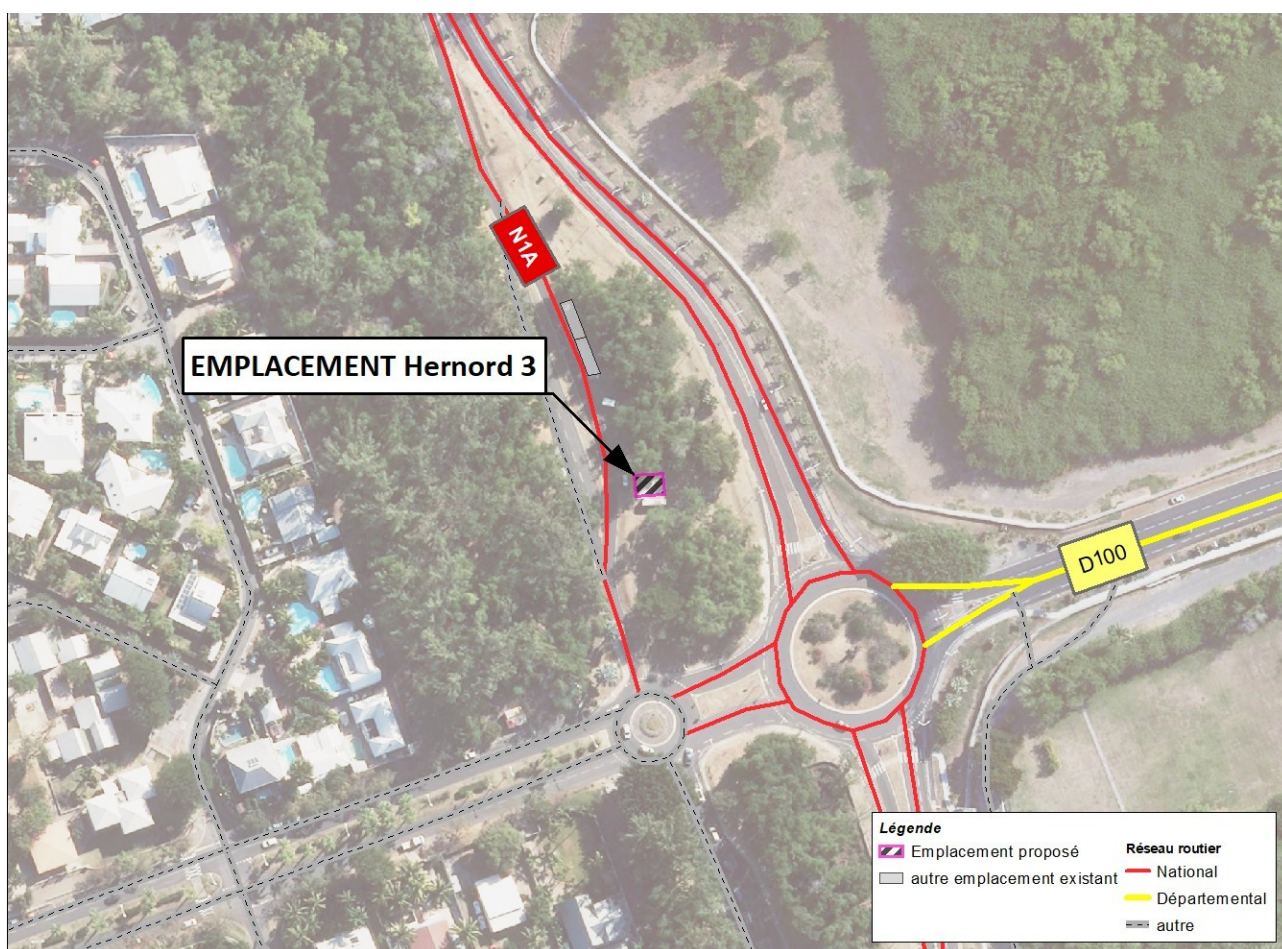 N1A
EMPLACEMENT Hernord 3
D100
Légende
Emplacement proposé
autre emplacement existant
Réseau routier
National
Départemental
autre